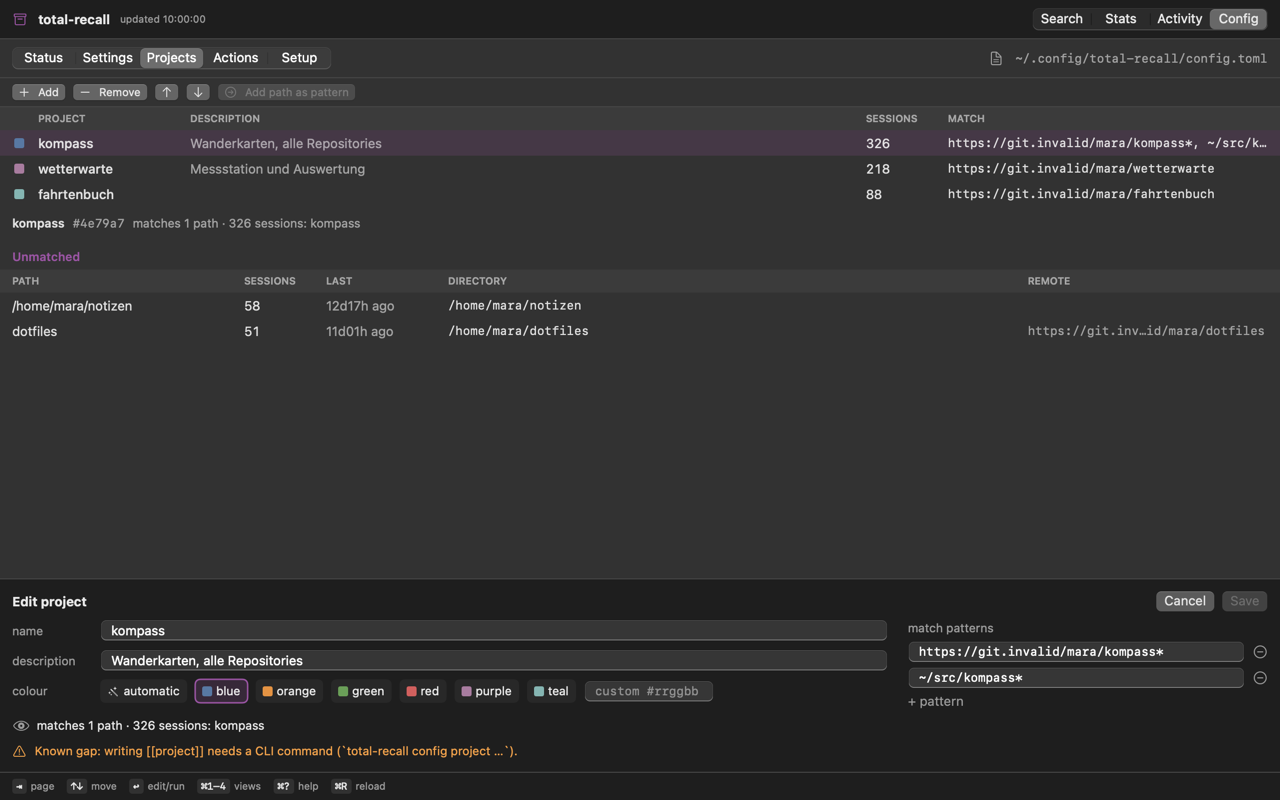 total-recall updated 10:00:00 Search Stats Activity Config
Status Settings Projects Actions Setup ~/.config/total-recall/config.toml
+ Add − Remove ↑ ↓ Add path as pattern
PROJECT DESCRIPTION SESSIONS MATCH
kompass Wanderkarten, alle Repositories 326 https://git.invalid/mara/kompass*, ~/src/k…
wetterwarte Messstation und Auswertung 218 https://git.invalid/mara/wetterwarte
fahrtenbuch 88 https://git.invalid/mara/fahrtenbuch
kompass #4e79a7 matches 1 path · 326 sessions: kompass
Unmatched
PATH SESSIONS LAST DIRECTORY REMOTE
/home/mara/notizen 58 12d17h ago /home/mara/notizen
dotfiles 51 11d01h ago /home/mara/dotfiles https://git.inv…id/mara/dotfiles
Edit project Cancel Save
name kompass match patterns
https://git.invalid/mara/kompass*
description Wanderkarten, alle Repositories
~/src/kompass*
colour automatic blue orange green red purple teal custom #rrggbb
+ pattern
matches 1 path · 326 sessions: kompass
Known gap: writing [[project]] needs a CLI command (`total-recall config project …`).
⇥ page ↑↓ move ↩ edit/run ⌘1–4 views ⌘? help ⌘R reload